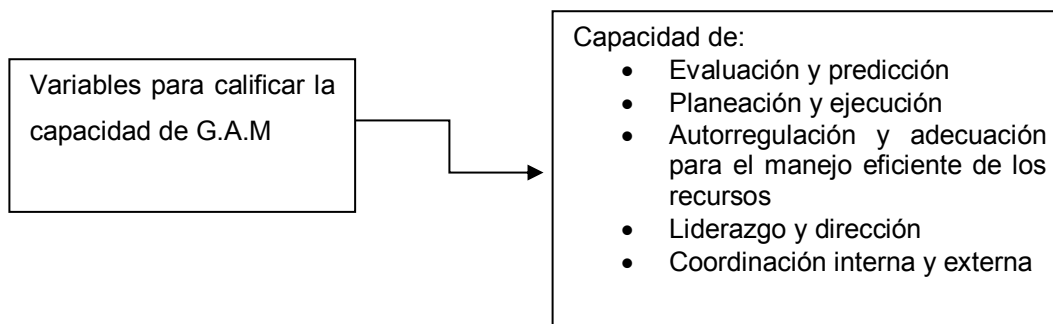 Variables para calificar la
capacidad de G.A.M
Capacidad de:
• Evaluación y predicción
• Planeación y ejecución
• Autorregulación y adecuación
para el manejo eficiente de los
recursos
• Liderazgo y dirección
• Coordinación interna y externa